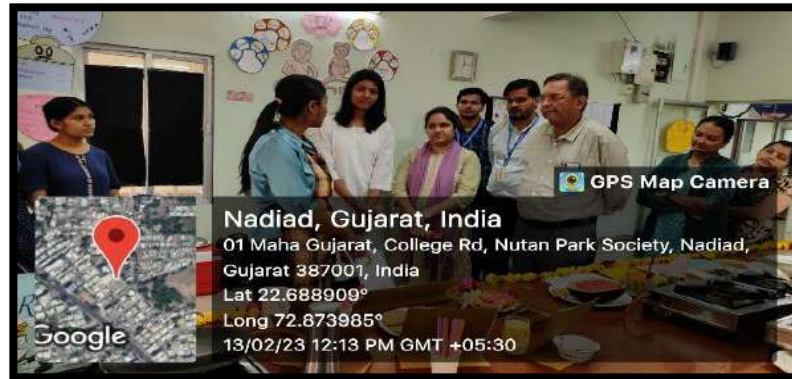 GPS Map Camera
Nadiad, Gujarat, India
01 Maha Gujarat, College Rd, Nutan Park Society, Nadiad,
Gujarat 387001, India
Lat 22.688909°
Long 72.873985°
13/02/23 12:13 PM GMT +05:30
Google